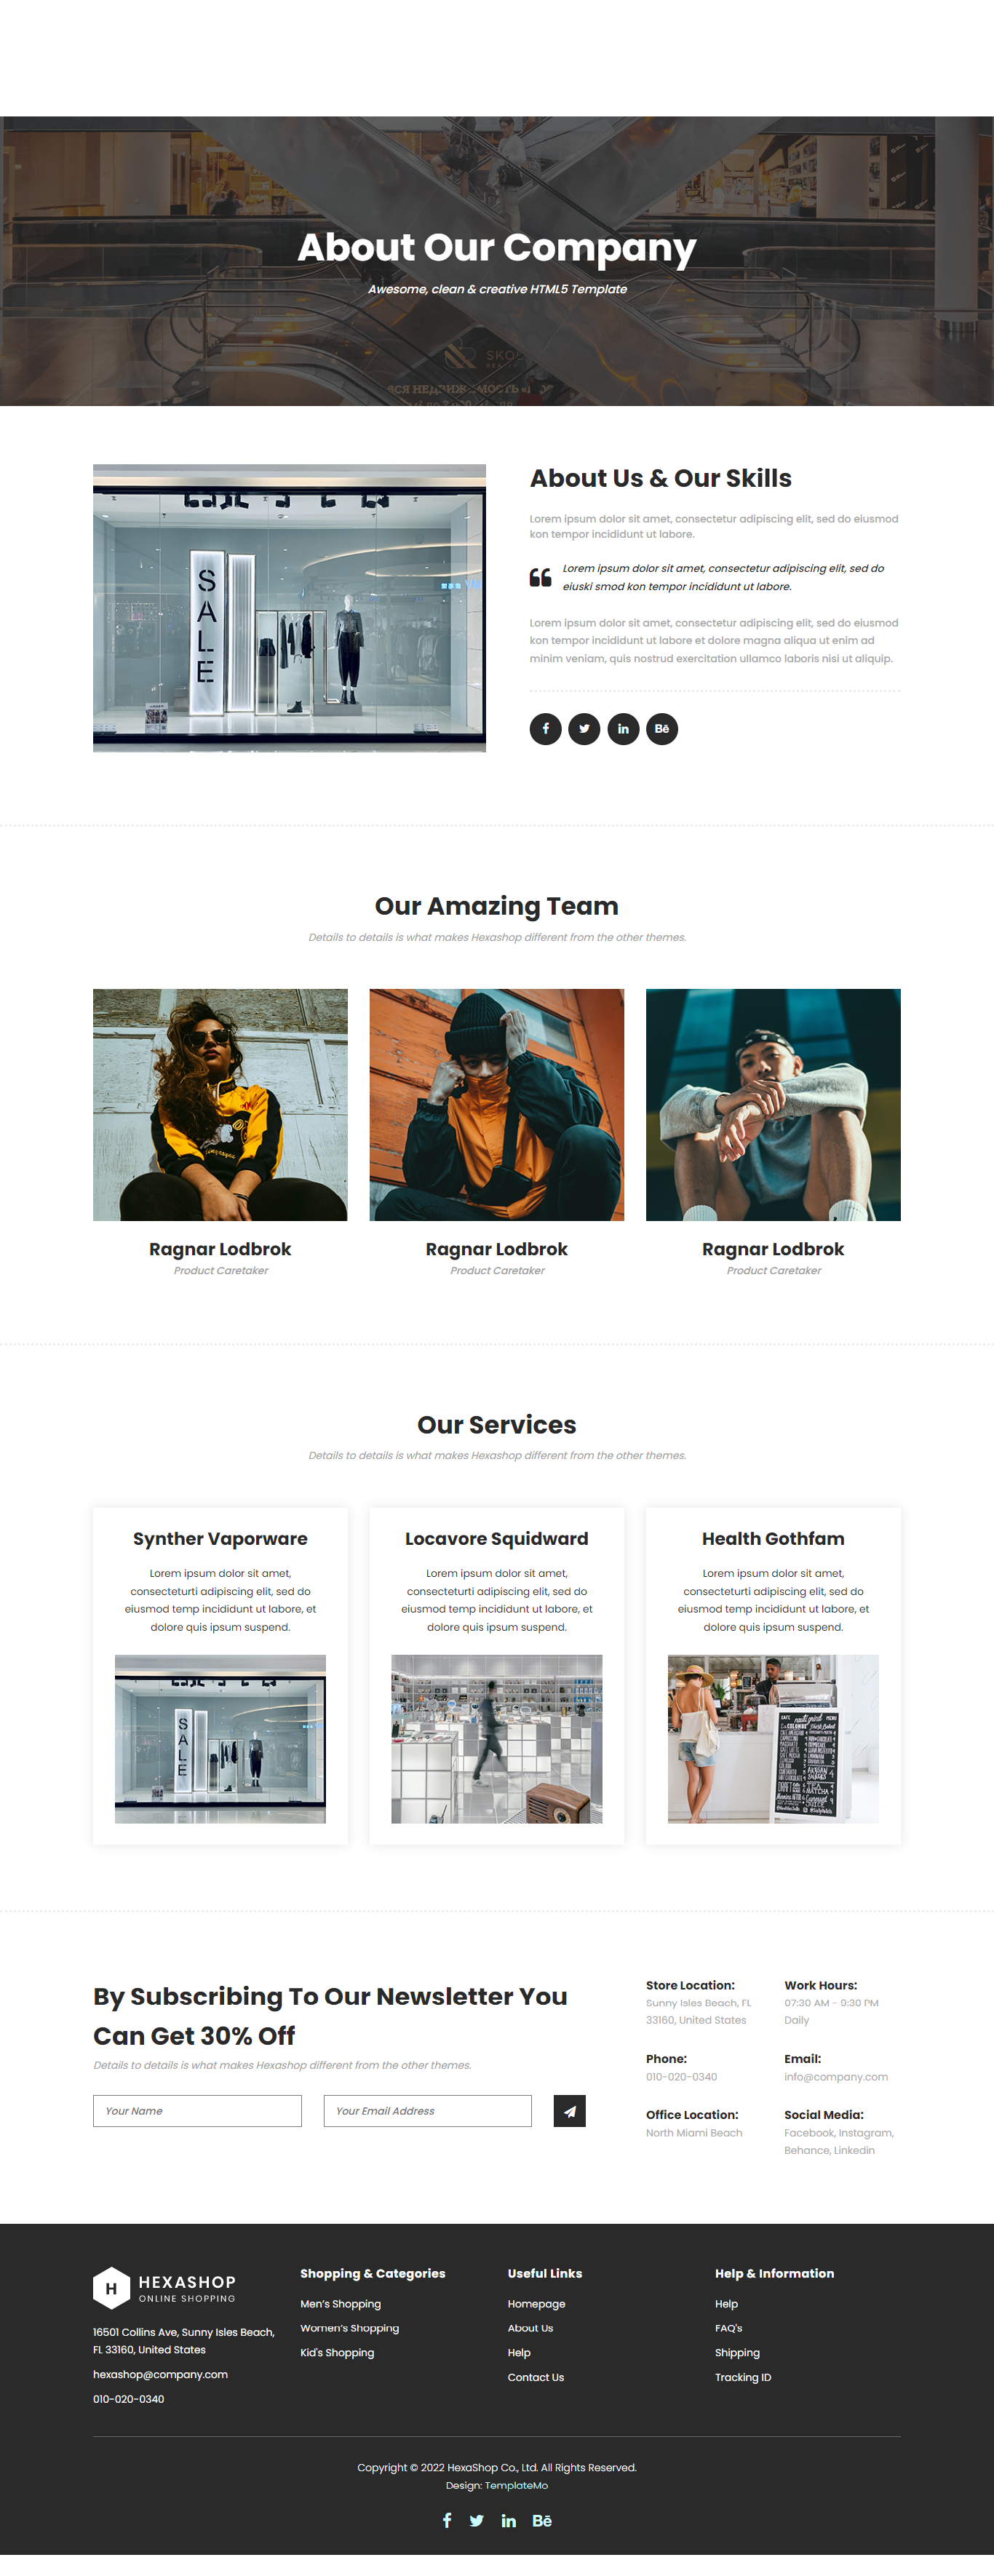 About Our Company
Awesome, clean & creative HTML5 Template
SKOL
REALTY
About Us & Our Skills
Lorem ipsum dolor sit amet, consectetur adipiscing elit, sed do eiusmod
kon tempor incididunt ut labore.
Lorem ipsum dolor sit amet, consectetur adipiscing elit, sed do
eiuski smod kon tempor incididunt ut labore.
Lorem ipsum dolor sit amet, consectetur adipiscing elit, sed do eiusmod
kon tempor incididunt ut labore et dolore magna aliqua ut enim ad
minim veniam, quis nostrud exercitation ullamco laboris nisi ut aliquip.
SALE
Our Amazing Team
Details to details is what makes Hexashop different from the other themes.
Ragnar Lodbrok
Product Caretaker
Ragnar Lodbrok
Product Caretaker
Ragnar Lodbrok
Product Caretaker
Our Services
Details to details is what makes Hexashop different from the other themes.
Synther Vaporware
Lorem ipsum dolor sit amet,
consecteturti adipiscing elit, sed do
eiusmod temp incididunt ut labore, et
dolore quis ipsum suspend.
SALE
Locavore Squidward
Lorem ipsum dolor sit amet,
consecteturti adipiscing elit, sed do
eiusmod temp incididunt ut labore, et
dolore quis ipsum suspend.
Health Gothfam
Lorem ipsum dolor sit amet,
consecteturti adipiscing elit, sed do
eiusmod temp incididunt ut labore, et
dolore quis ipsum suspend.
By Subscribing To Our Newsletter You
Can Get 30% Off
Details to details is what makes Hexashop different from the other themes.
Your Name
Your Email Address
Store Location:
Sunny Isles Beach, FL
33160, United States
Phone:
010-020-0340
Office Location:
North Miami Beach
Work Hours:
07:30 AM - 9:30 PM
Daily
Email:
info@company.com
Social Media:
Facebook, Instagram,
Behance, Linkedin
H
HEXASHOP
ONLINE SHOPPING
16501 Collins Ave, Sunny Isles Beach,
FL 33160, United States
hexashop@company.com
010-020-0340
Shopping & Categories
Men's Shopping
Women's Shopping
Kid's Shopping
Useful Links
Homepage
About Us
Help
Contact Us
Help & Information
Help
FAQ's
Shipping
Tracking ID
Copyright © 2022 HexaShop Co., Ltd. All Rights Reserved.
Design: TemplateMo